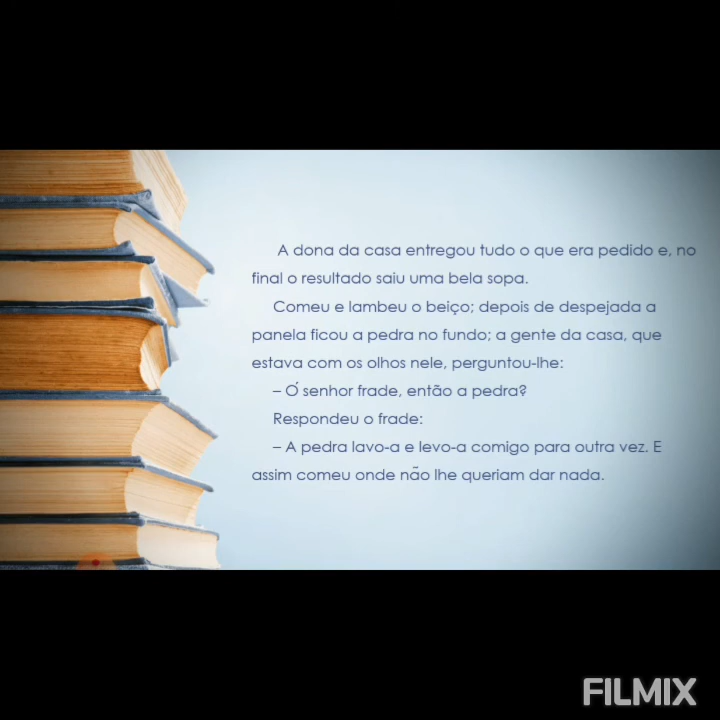 A dona da casa entregou tudo o que era pedido e, no
final o resultado saiu uma bela sopa.
Comeu e lambeu o beiço; depois de despejada a
panela ficou a pedra no fundo; a gente da casa, que
estava com os olhos nele, perguntou-lhe:
– Ó senhor frade, então a pedra?
Respondeu o frade:
– A pedra lavo-a e levo-a comigo para outra vez. E
assim comeu onde não lhe queriam dar nada.
FILMIX